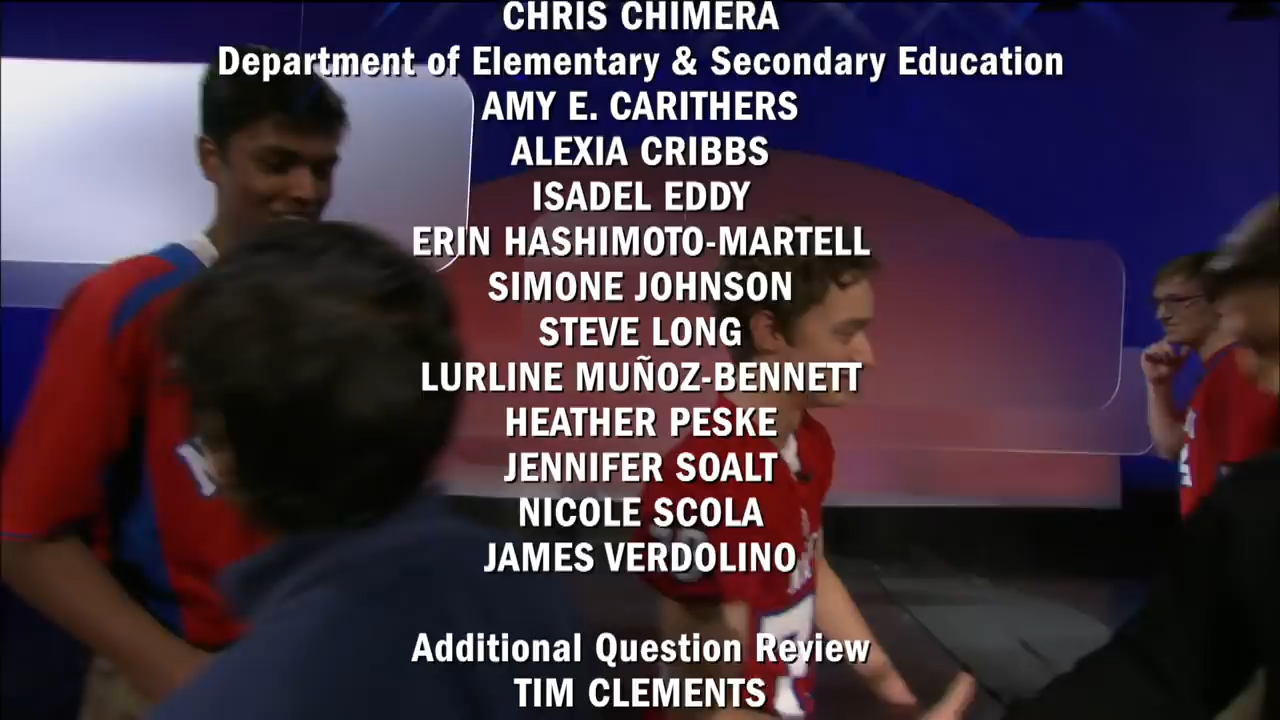 CHRIS CHIMERA
Department of Elementary & Secondary Education
AMY E. CARITHERS
ALEXIA CRIBBS
ISADEL EDDY
ERIN HASHIMOTO-MARTELL
SIMONE JOHNSON
STEVE LONG
LURLINE MUÑOZ-BENNETT
HEATHER PESKE
JENNIFER SOALT
NICOLE SCOLA
JAMES VERDOLINO
Additional Question Review
TIM CLEMENTS